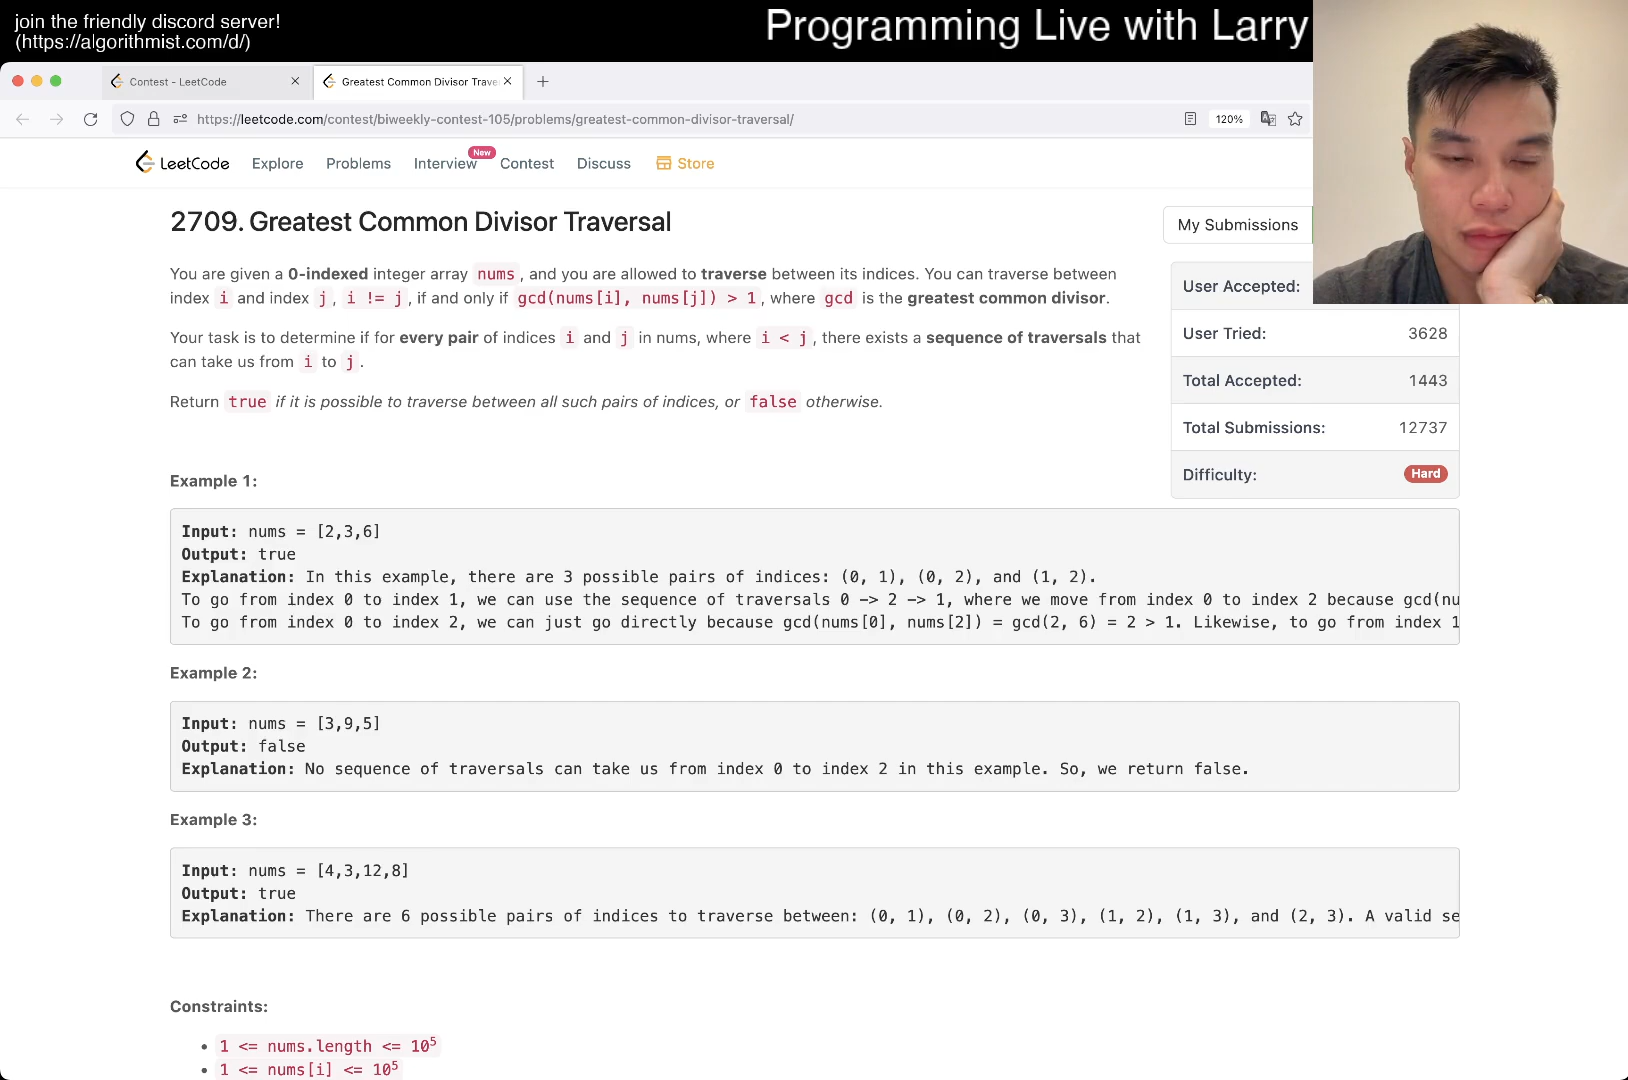 join the friendly discord server!
(https://algorithmist.com/d/)
Programming Live with Larry
Contest - LeetCode
Greatest Common Divisor Trave
https://leetcode.com/contest/biweekly-contest-105/problems/greatest-common-divisor-traversal/
120%
LeetCode Explore Problems Interview New Contest Discuss Store
2709. Greatest Common Divisor Traversal
My Submissions
You are given a 0-indexed integer array nums, and you are allowed to traverse between its indices. You can traverse between
index i and index j, i != j, if and only if gcd(nums[i], nums[j]) > 1, where gcd is the greatest common divisor.
Your task is to determine if for every pair of indices i and j in nums, where i < j, there exists a sequence of traversals that
can take us from i to j.
Return true if it is possible to traverse between all such pairs of indices, or false otherwise.
User Accepted:
User Tried: 3628
Total Accepted: 1443
Total Submissions: 12737
Difficulty: Hard
Example 1:
Input: nums = [2,3,6]
Output: true
Explanation: In this example, there are 3 possible pairs of indices: (0, 1), (0, 2), and (1, 2).
To go from index 0 to index 1, we can use the sequence of traversals 0 -> 2 -> 1, where we move from index 0 to index 2 because gcd(nu
To go from index 0 to index 2, we can just go directly because gcd(nums[0], nums[2]) = gcd(2, 6) = 2 > 1. Likewise, to go from index 1
Example 2:
Input: nums = [3,9,5]
Output: false
Explanation: No sequence of traversals can take us from index 0 to index 2 in this example. So, we return false.
Example 3:
Input: nums = [4,3,12,8]
Output: true
Explanation: There are 6 possible pairs of indices to traverse between: (0, 1), (0, 2), (0, 3), (1, 2), (1, 3), and (2, 3). A valid se
Constraints:
• 1 <= nums.length <= 10⁵
• 1 <= nums[i] <= 10⁵